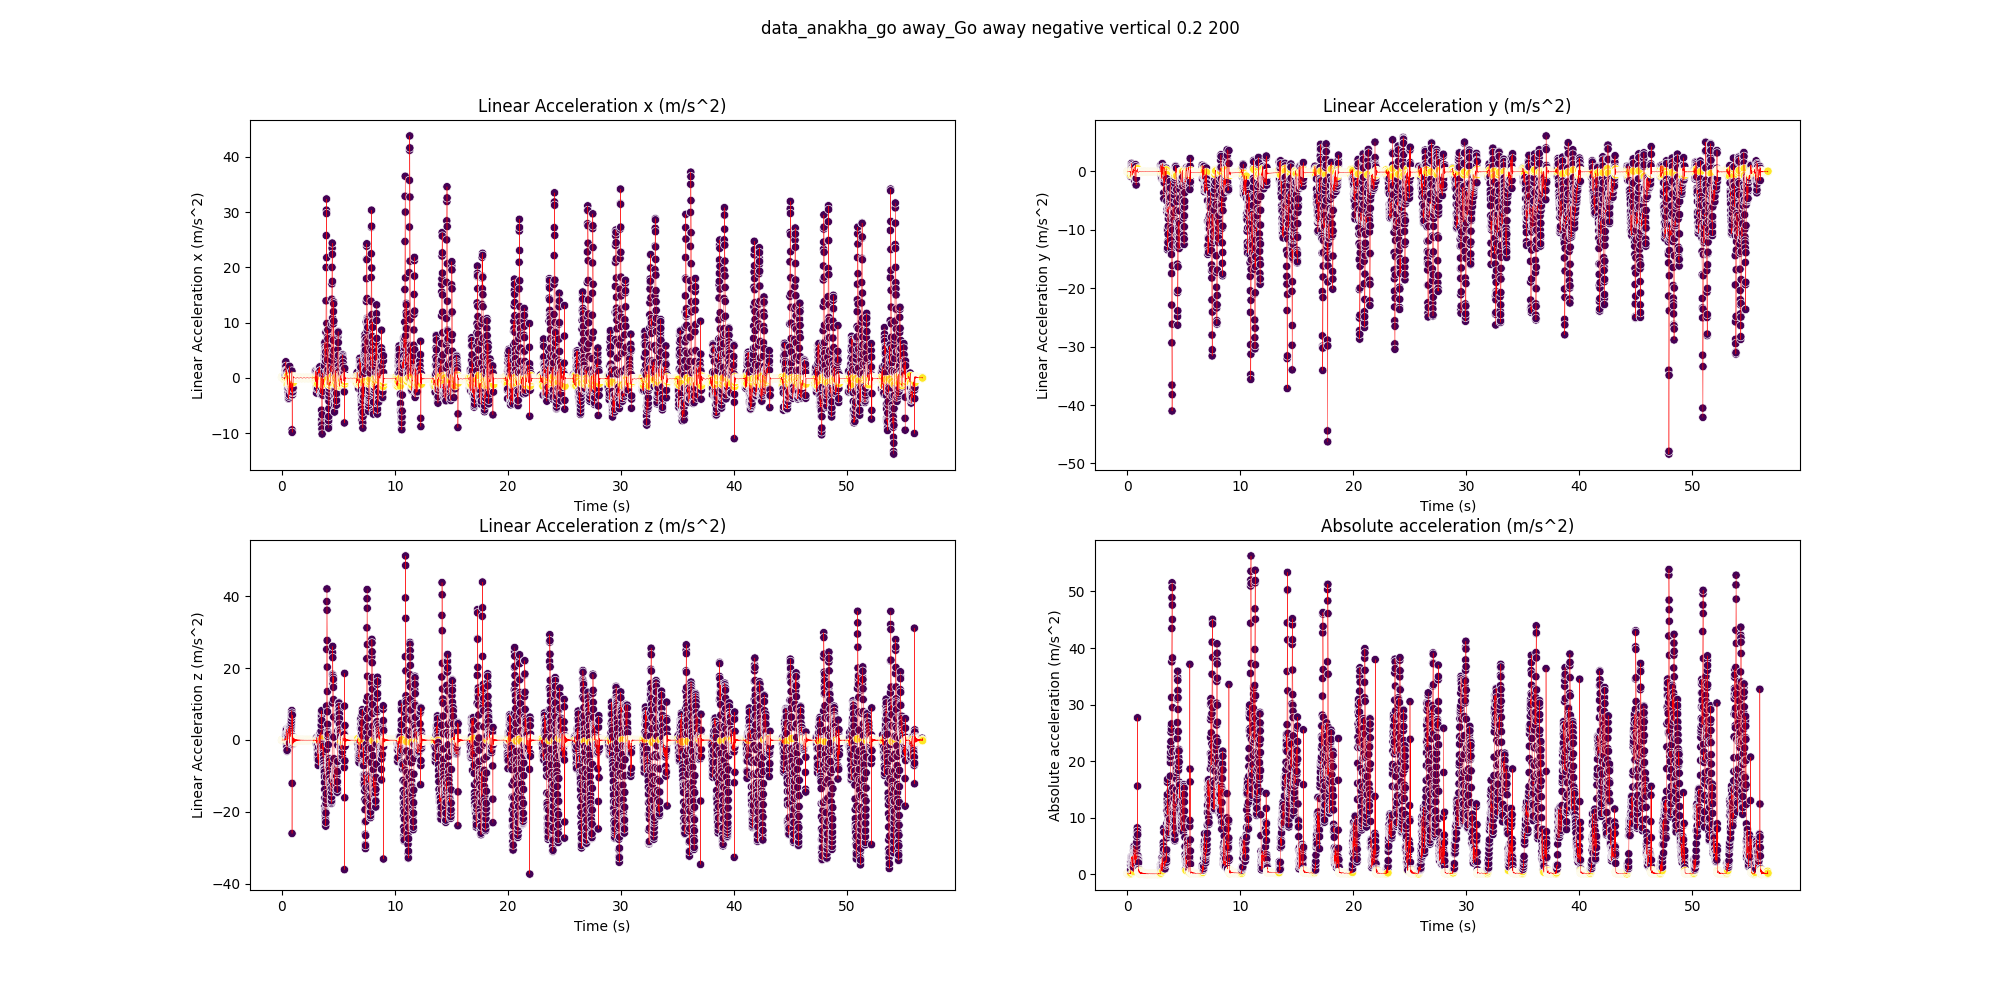 data_anakha_go away_Go away negative vertical 0.2 200
Linear Acceleration x (m/s^2)
Linear Acceleration x (m/s^2)
40
30
20
10
0
−10
0 10 20 30 40 50
Time (s)
Linear Acceleration y (m/s^2)
Linear Acceleration y (m/s^2)
0
−10
−20
−30
−40
−50
0 10 20 30 40 50
Time (s)
Linear Acceleration z (m/s^2)
Linear Acceleration z (m/s^2)
40
20
0
−20
−40
0 10 20 30 40 50
Time (s)
Absolute acceleration (m/s^2)
Absolute acceleration (m/s^2)
50
40
30
20
10
0
0 10 20 30 40 50
Time (s)